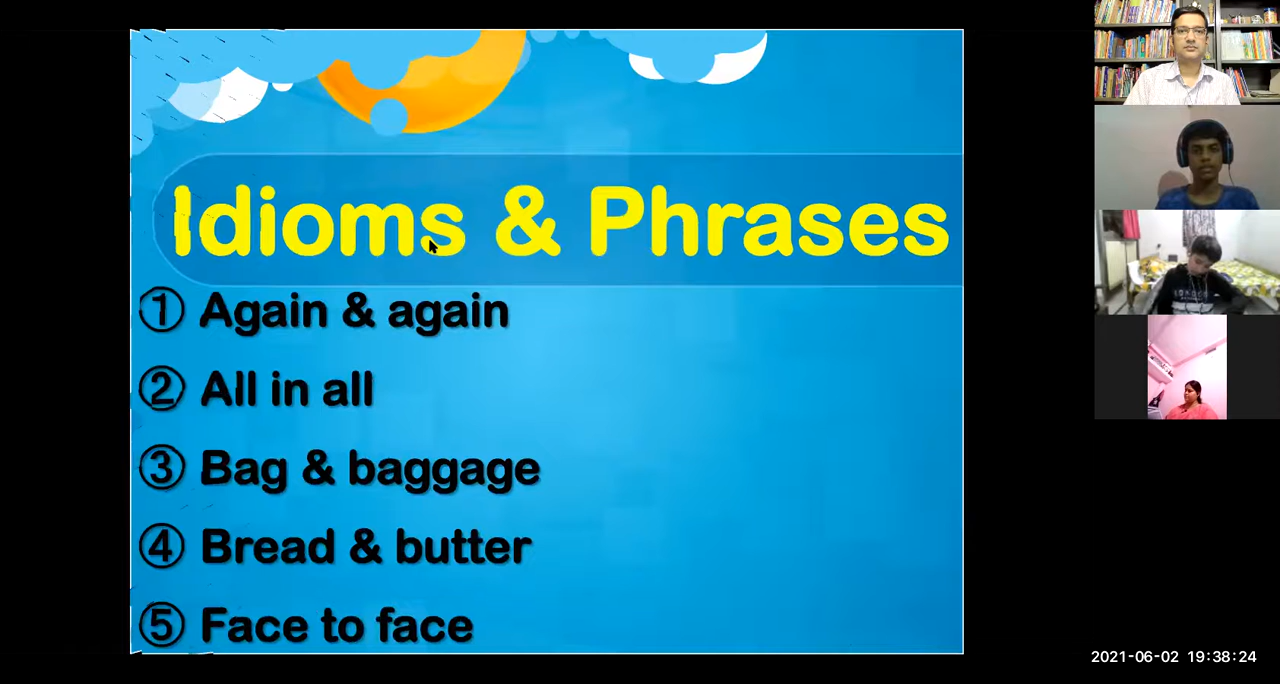 Idioms & Phrases
① Again & again
② All in all
③ Bag & baggage
④ Bread & butter
⑤ Face to face
2021-06-02 19:38:24